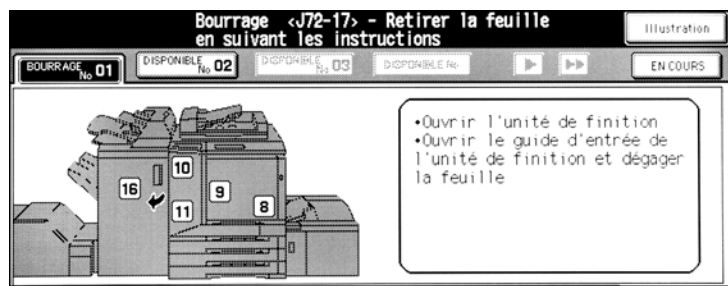 Bourrage <J72-17> - Retirer la feuille
en suivant les instructions
Illustration
BOURRAGE No 01
DISPONIBLE No 02
DISPONIBLE No 03
DISPONIBLE No
EN COURS
•Ouvrir l'unité de finition
•Ouvrir le guide d'entrée de
l'unité de finition et dégager
la feuille
10
16
9
11
8